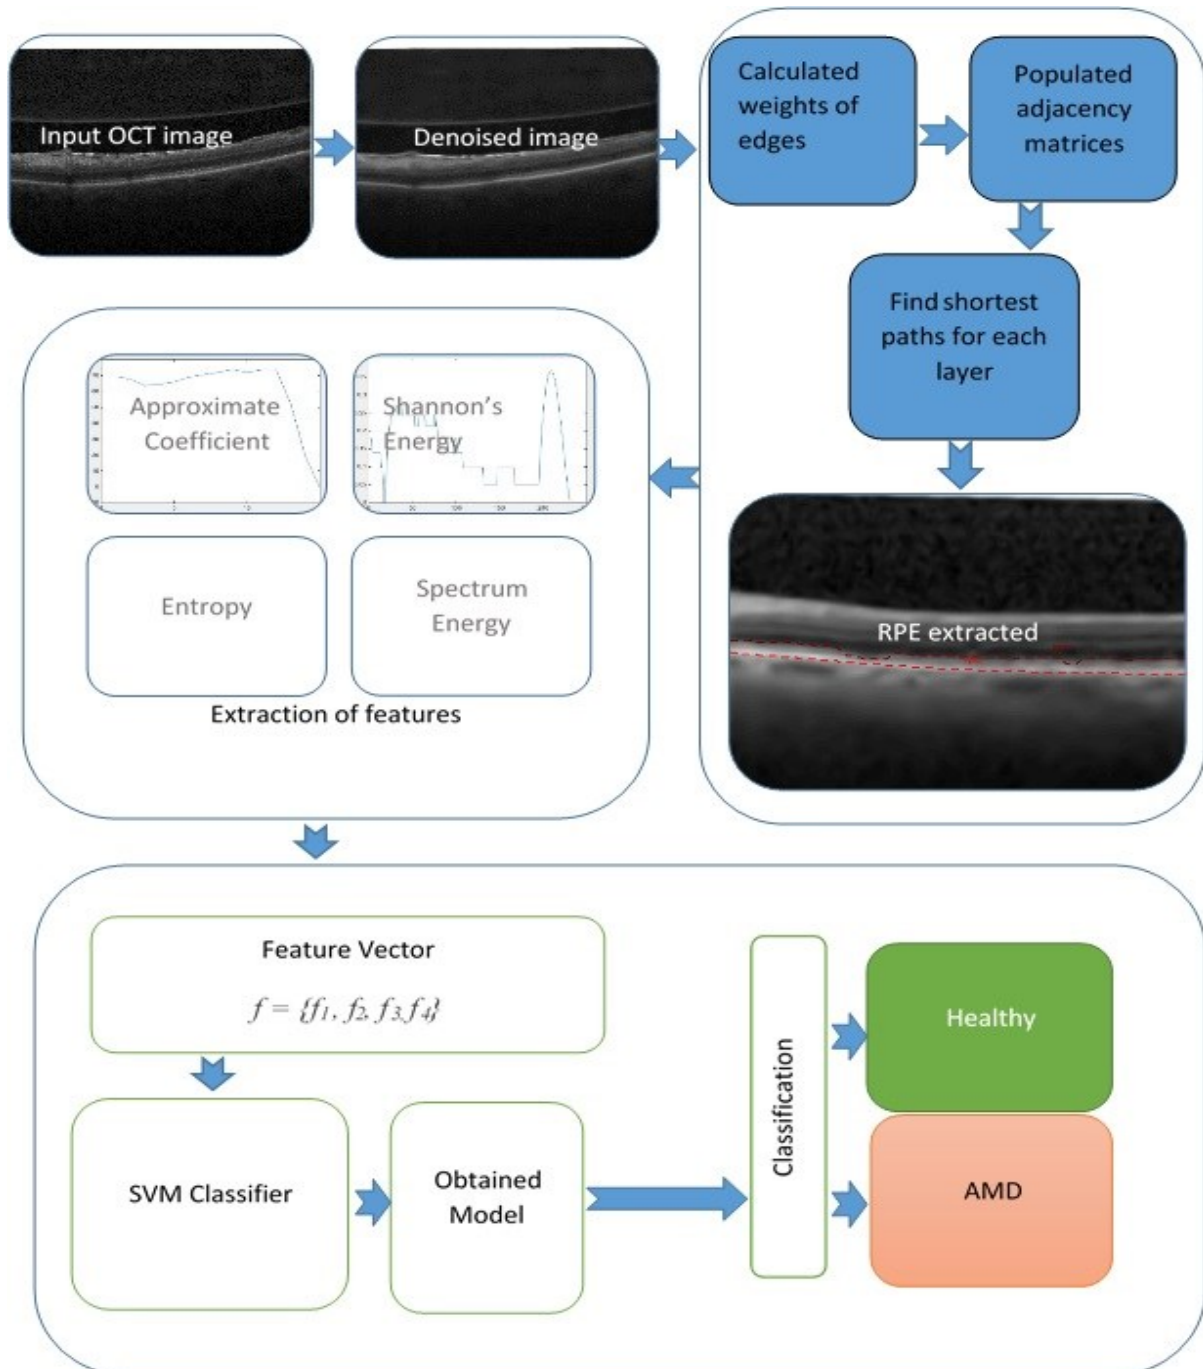 Input OCT image
Denoised image
Calculated
weights of
edges
Populated
adjacency
matrices
Find shortest
paths for each
layer
RPE extracted
Approximate
Coefficient
Shannon's
Energy
Entropy
Spectrum
Energy
Extraction of features
Feature Vector
f = {f1, f2, f3, f4}
SVM Classifier
Obtained
Model
Classification
Healthy
AMD